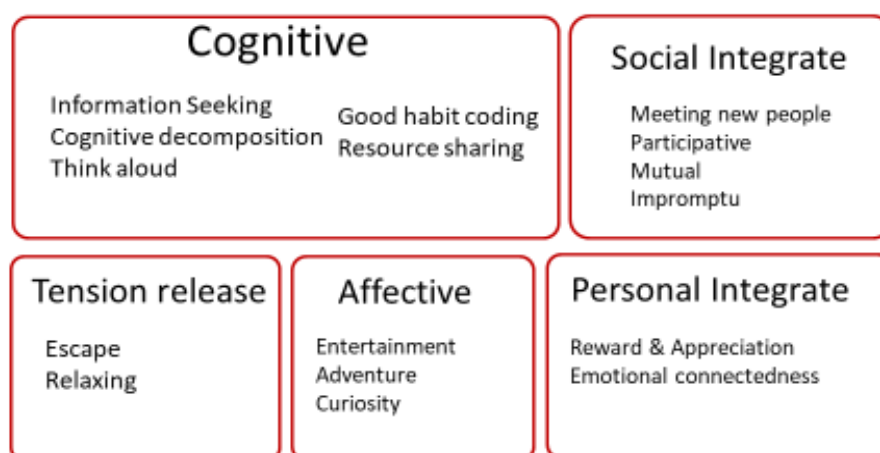 Cognitive
Information Seeking
Cognitive decomposition
Think aloud
Good habit coding
Resource sharing
Social Integrate
Meeting new people
Participative
Mutual
Impromptu
Tension release
Escape
Relaxing
Affective
Entertainment
Adventure
Curiosity
Personal Integrate
Reward & Appreciation
Emotional connectedness